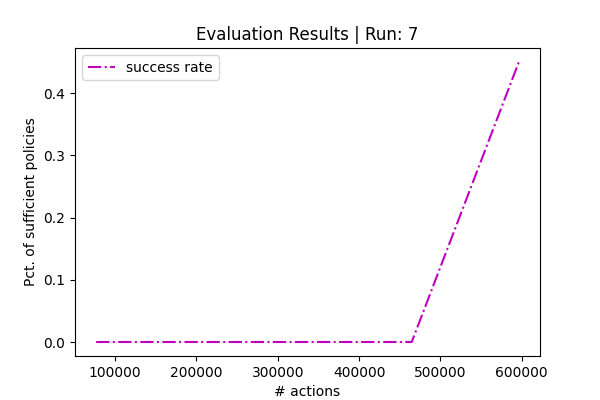 Evaluation Results | Run: 7
success rate
Pct. of sufficient policies
0.4
0.3
0.2
0.1
0.0
100000 200000 300000 400000 500000 600000
# actions